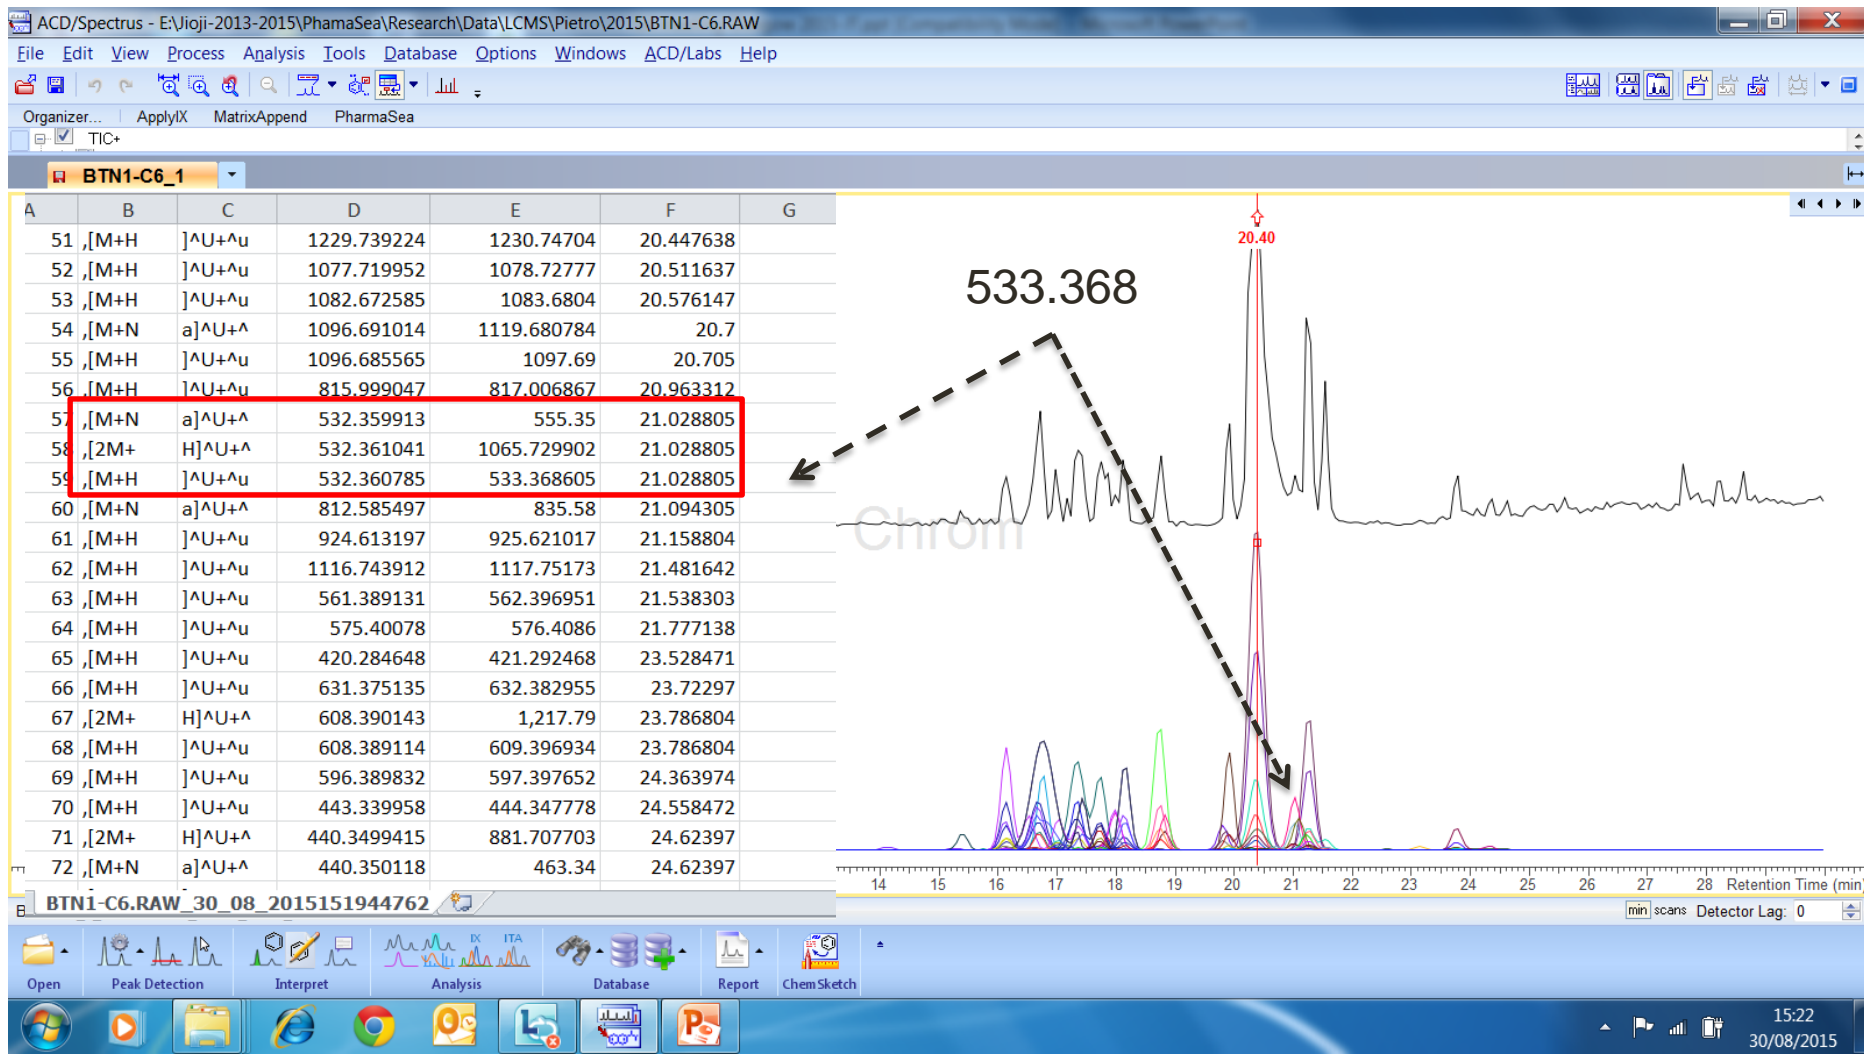 ACD/Spectrus - E:\Jioji-2013-2015\PhamaSea\Research\Data\LCMS\Pietro\2015\BTN1-C6.RAW
File Edit View Process Analysis Tools Database Options Windows ACD/Labs Help
Organizer... ApplyIX MatrixAppend PharmaSea
TIC+
BTN1-C6_1
A B C D E F G
51 ,[M+H ]^U+^u 1229.739224 1230.74704 20.447638
52 ,[M+H ]^U+^u 1077.719952 1078.72777 20.511637
53 ,[M+H ]^U+^u 1082.672585 1083.6804 20.576147
54 ,[M+N a]^U+^ 1096.691014 1119.680784 20.7
55 ,[M+H ]^U+^u 1096.685565 1097.69 20.705
56 ,[M+H ]^U+^u 815.999047 817.006867 20.963312
57 ,[M+N a]^U+^ 532.359913 555.35 21.028805
58 ,[2M+ H]^U+^ 532.361041 1065.729902 21.028805
59 ,[M+H ]^U+^u 532.360785 533.368605 21.028805
60 ,[M+N a]^U+^ 812.585497 835.58 21.094305
61 ,[M+H ]^U+^u 924.613197 925.621017 21.158804
62 ,[M+H ]^U+^u 1116.743912 1117.75173 21.481642
63 ,[M+H ]^U+^u 561.389131 562.396951 21.538303
64 ,[M+H ]^U+^u 575.40078 576.4086 21.777138
65 ,[M+H ]^U+^u 420.284648 421.292468 23.528471
66 ,[M+H ]^U+^u 631.375135 632.382955 23.72297
67 ,[2M+ H]^U+^ 608.390143 1,217.79 23.786804
68 ,[M+H ]^U+^u 608.389114 609.396934 23.786804
69 ,[M+H ]^U+^u 596.389832 597.397652 24.363974
70 ,[M+H ]^U+^u 443.339958 444.347778 24.558472
71 ,[2M+ H]^U+^ 440.3499415 881.707703 24.62397
72 ,[M+N a]^U+^ 440.350118 463.34 24.62397
BTN1-C6.RAW_30_08_2015151944762
20.40
533.368
Chrom
14 15 16 17 18 19 20 21 22 23 24 25 26 27 28 Retention Time (min)
min scans Detector Lag: 0
IX ITA
Open Peak Detection Interpret Analysis Database Report ChemSketch
15:22
30/08/2015